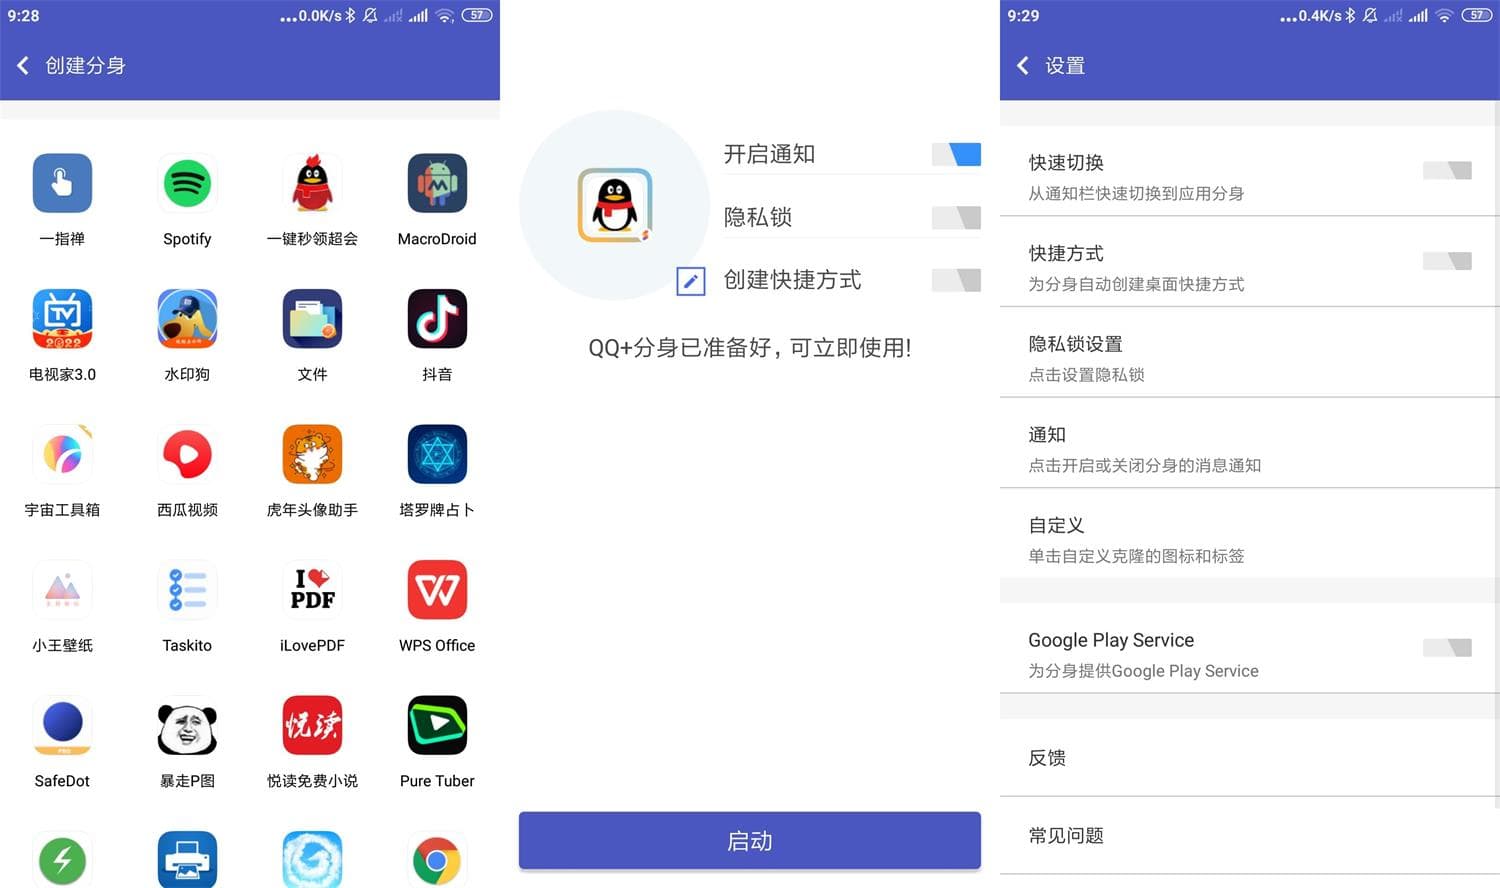 9:28
...0.0K/s
57
创建分身
一指禅
Spotify
一键秒领超会
MacroDroid
TV
2022
电视家3.0
水印狗
文件
抖音
宇宙工具箱
西瓜视频
虎年头像助手
塔罗牌占卜
I
PDF
小王壁纸
Taskito
iLovePDF
WPS Office
PRO
悦读
SafeDot
暴走P图
悦读免费小说
Pure Tuber
开启通知
隐私锁
创建快捷方式
QQ+分身已准备好，可立即使用!
启动
9:29
...0.4K/s
57
设置
快速切换
从通知栏快速切换到应用分身
快捷方式
为分身自动创建桌面快捷方式
隐私锁设置
点击设置隐私锁
通知
点击开启或关闭分身的消息通知
自定义
单击自定义克隆的图标和标签
Google Play Service
为分身提供Google Play Service
反馈
常见问题